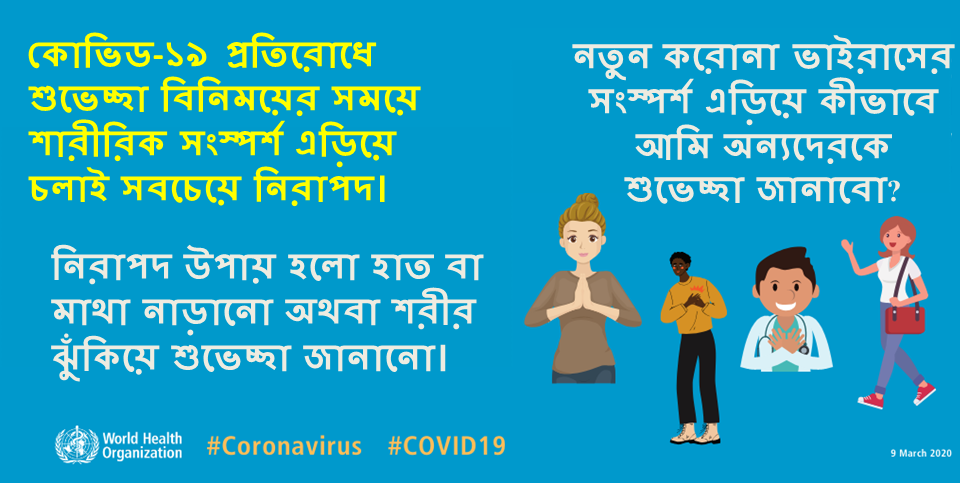 কোভিড-১৯ প্রতিরোধে
শুভেচ্ছা বিনিময়ের সময়ে
শারীরিক সংস্পর্শ এড়িয়ে
চলাই সবচেয়ে নিরাপদ।
নিরাপদ উপায় হলো হাত বা
মাথা নাড়ানো অথবা শরীর
ঝুঁকিয়ে শুভেচ্ছা জানানো।
নতুন করোনা ভাইরাসের
সংস্পর্শ এড়িয়ে কীভাবে
আমি অন্যদেরকে
শুভেচ্ছা জানাবো?
World Health
Organization
#Coronavirus #COVID19
9 March 2020